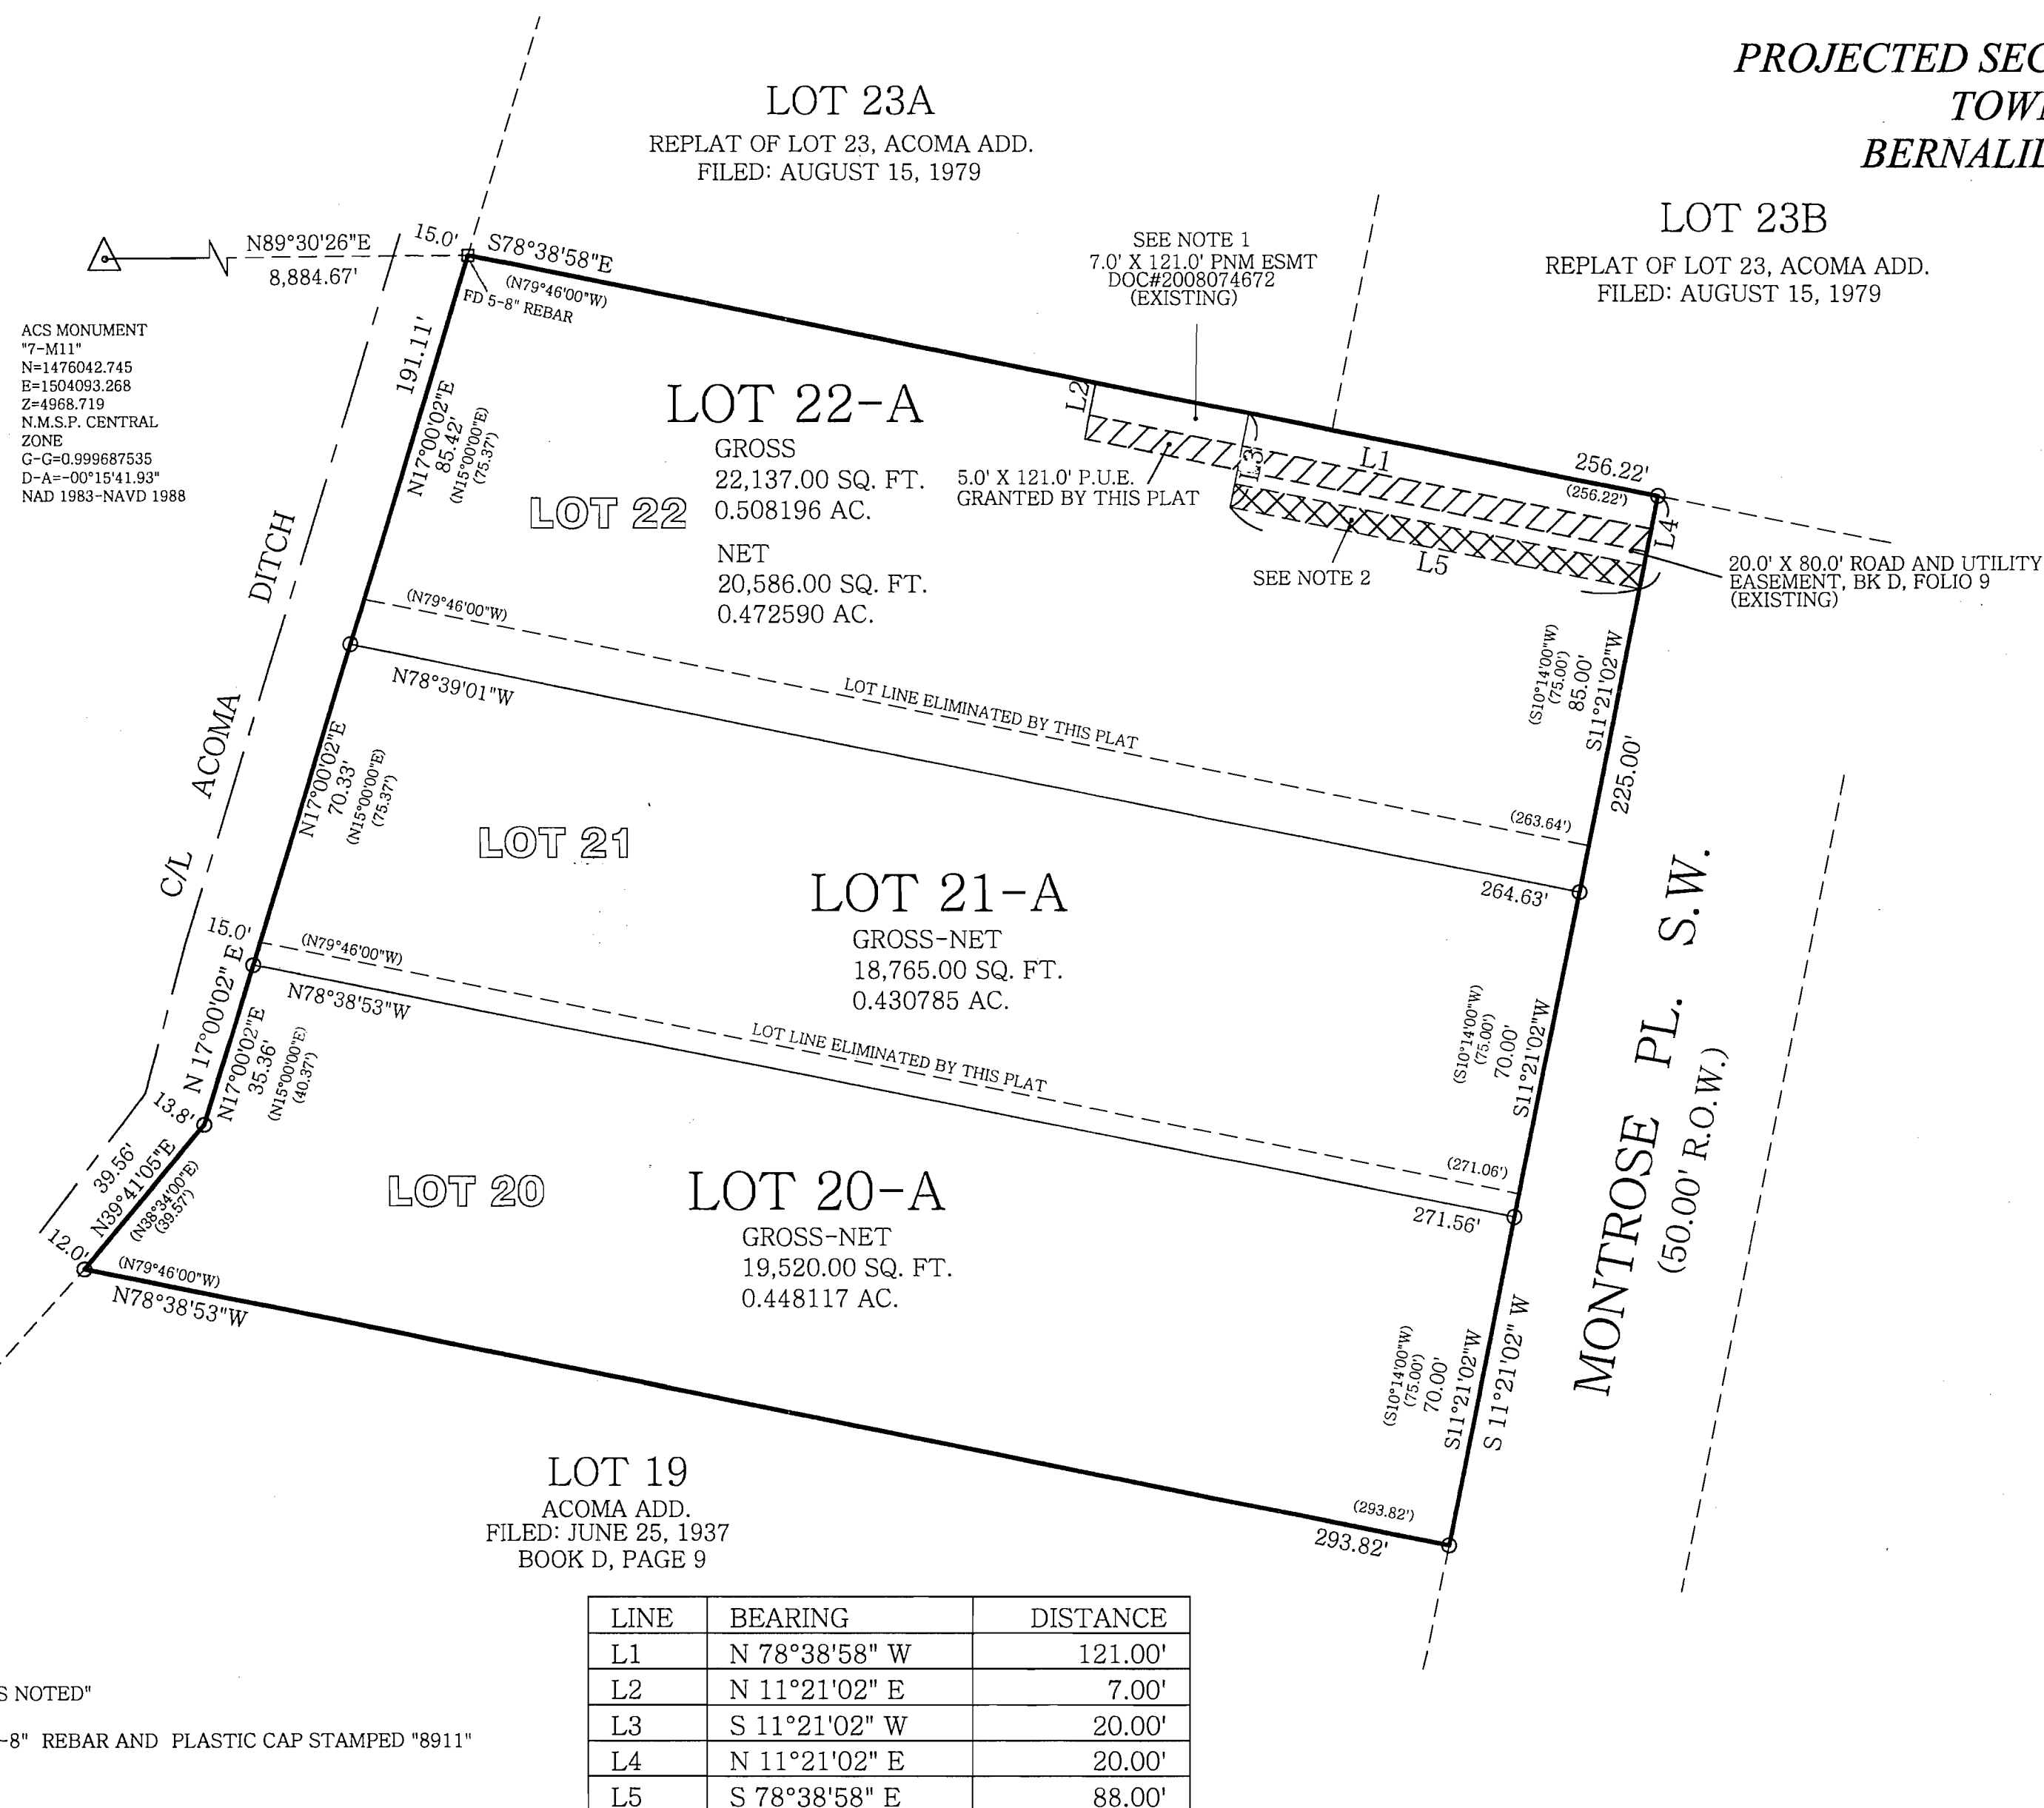 PROJECTED SEC
TOW
BERNALIL
LOT 23A
REPLAT OF LOT 23, ACOMA ADD.
FILED: AUGUST 15, 1979
LOT 23B
REPLAT OF LOT 23, ACOMA ADD.
FILED: AUGUST 15, 1979
N89°30'26"E
8,884.67'
15.0'
S78°38'58"E
(N79°46'00"W)
FD 5-8" REBAR
SEE NOTE 1
7.0' X 121.0' PNM ESMT
DOC#2008074672
(EXISTING)
ACS MONUMENT
"7-M11"
N=1476042.745
E=1504093.268
Z=4968.719
N.M.S.P. CENTRAL
ZONE
G-G=0.999687535
D-A=-00°15'41.93"
NAD 1983-NAVD 1988
191.11'
N17°00'02"E
85.42'
(N15°00'00"E)
(75.37')
LOT 22-A
GROSS
22,137.00 SQ. FT.
0.508196 AC.
NET
20,586.00 SQ. FT.
0.472590 AC.
LOT 22
L2
L3
L1
L4
L5
5.0' X 121.0' P.U.E.
GRANTED BY THIS PLAT
256.22'
(256.22')
SEE NOTE 2
20.0' X 80.0' ROAD AND UTILITY
EASEMENT, BK D, FOLIO 9
(EXISTING)
(S10°14'00"W)
(75.00')
85.00'
S11°21'02"W
225.00'
(N79°46'00"W)
LOT LINE ELIMINATED BY THIS PLAT
(263.64')
N78°39'01"W
264.63'
C/L ACOMA DITCH
N17°00'02"E
70.33'
(N15°00'00"E)
(75.37')
LOT 21
LOT 21-A
GROSS-NET
18,765.00 SQ. FT.
0.430785 AC.
(S10°14'00"W)
(75.00')
70.00'
S11°21'02"W
15.0'
(N79°46'00"W)
LOT LINE ELIMINATED BY THIS PLAT
(271.06')
N78°38'53"W
271.56'
N 17°00'02" E
N17°00'02"E
35.36'
(N15°00'00"E)
(40.37')
13.8'
39.56'
N39°41'05"E
(N38°34'00"E)
(39.57')
12.0'
LOT 20
LOT 20-A
GROSS-NET
19,520.00 SQ. FT.
0.448117 AC.
(S10°14'00"W)
(75.00')
70.00'
S11°21'02"W
S 11°21'02" W
MONTROSE PL. S.W.
(50.00' R.O.W.)
(N79°46'00"W)
N78°38'53"W
(293.82')
293.82'
LOT 19
ACOMA ADD.
FILED: JUNE 25, 1937
BOOK D, PAGE 9
LINE BEARING DISTANCE
L1 N 78°38'58" W 121.00'
L2 N 11°21'02" E 7.00'
L3 S 11°21'02" W 20.00'
L4 N 11°21'02" E 20.00'
L5 S 78°38'58" E 88.00'
S NOTED"
-8" REBAR AND PLASTIC CAP STAMPED "8911"